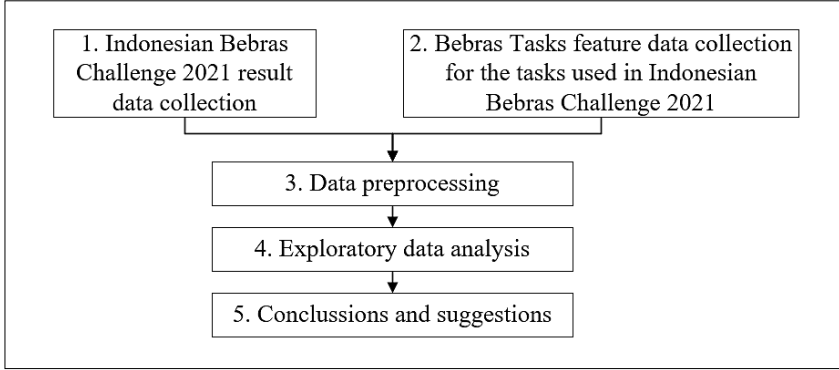 1. Indonesian Bebras
Challenge 2021 result
data collection
2. Bebras Tasks feature data collection
for the tasks used in Indonesian
Bebras Challenge 2021
3. Data preprocessing
4. Exploratory data analysis
5. Conclussions and suggestions